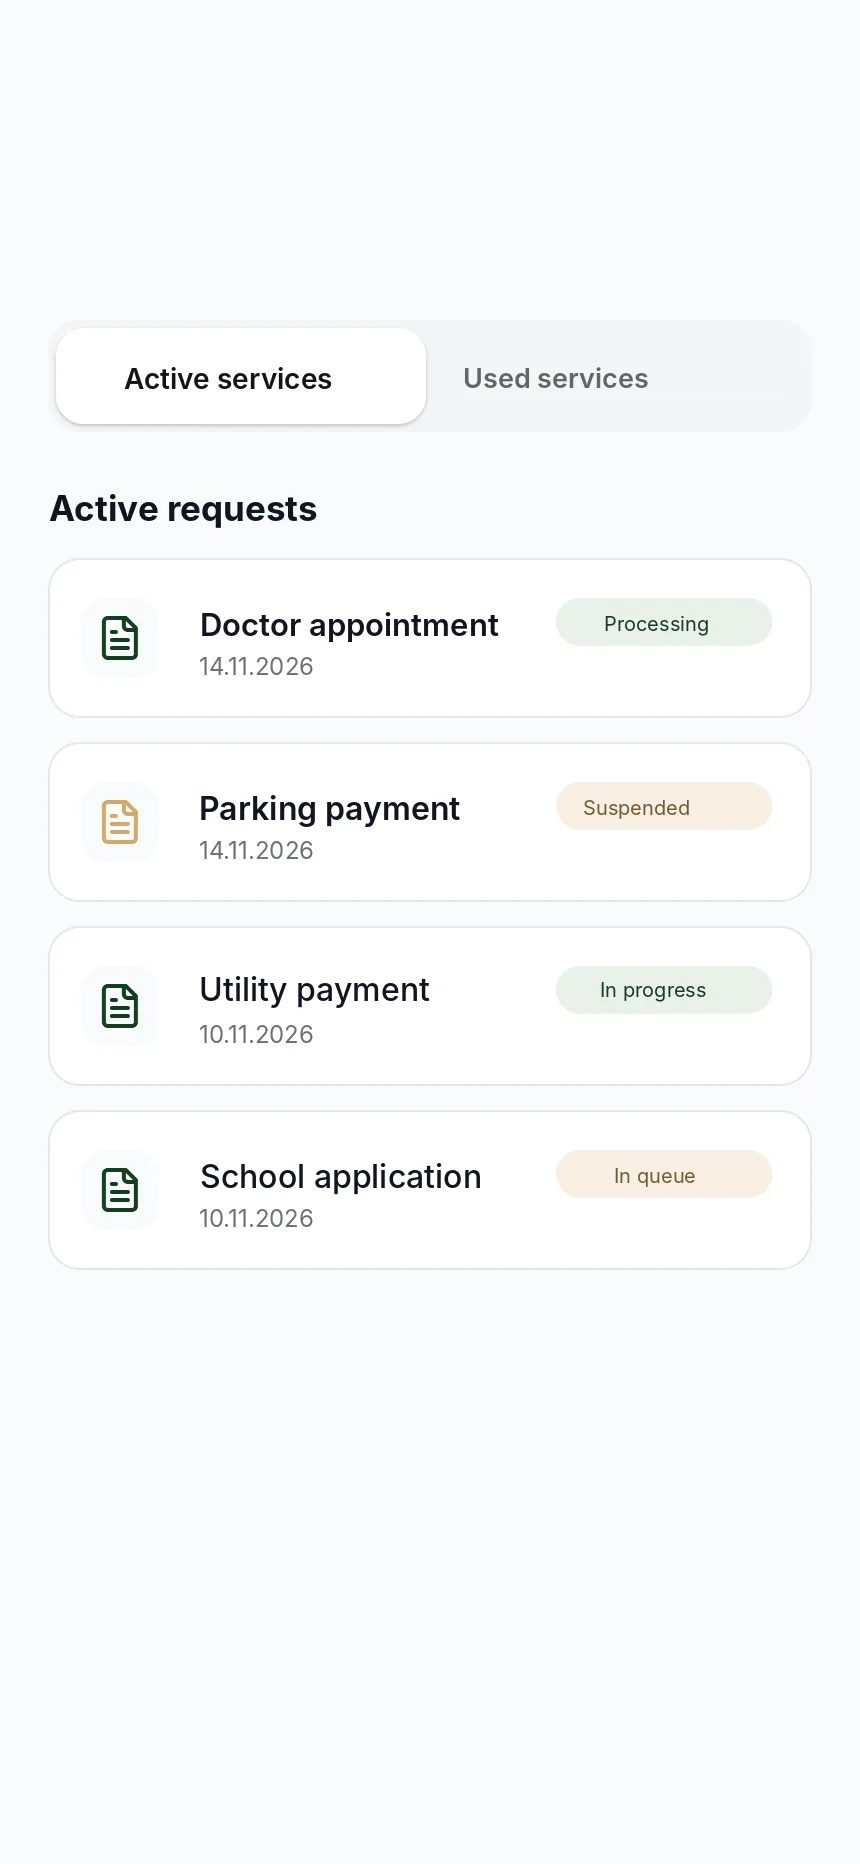 Active services
Used services
Active requests
Doctor appointment
Processing
14.11.2026
Parking payment
Suspended
14.11.2026
Utility payment
In progress
10.11.2026
School application
In queue
10.11.2026